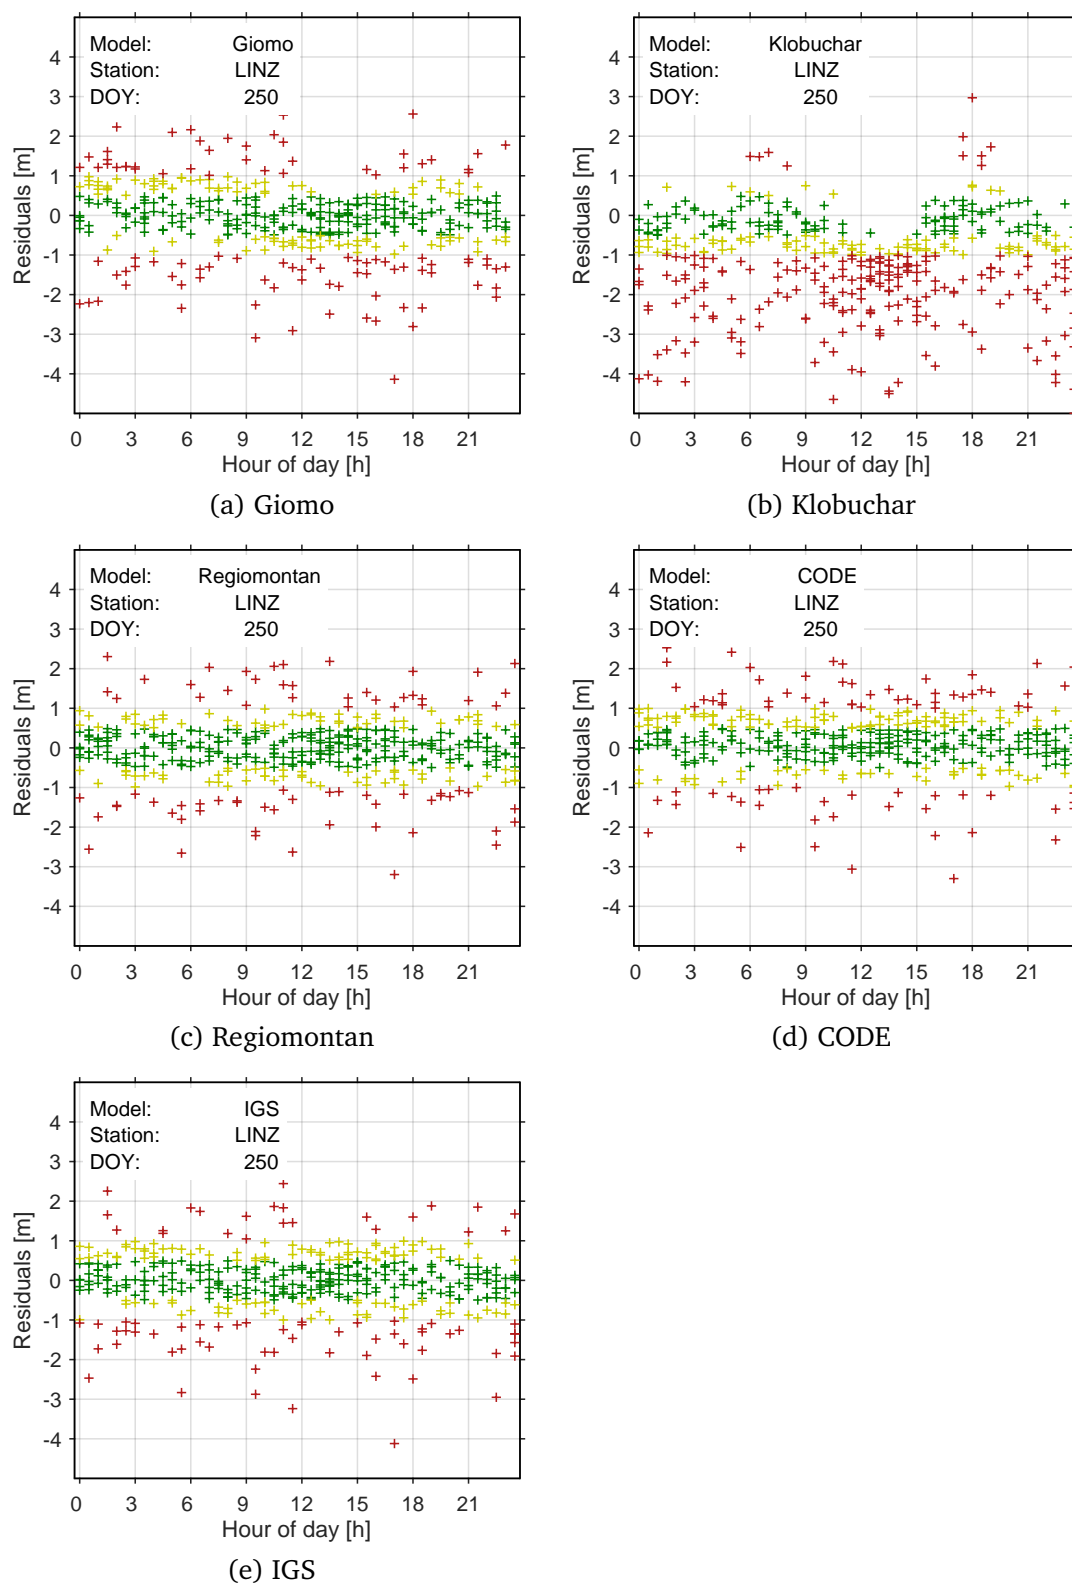 Model: Giomo
Station: LINZ
DOY: 250
4
3
2
1
0
-1
-2
-3
-4
Residuals [m]
0 3 6 9 12 15 18 21
Hour of day [h]
(a) Giomo
Model: Klobuchar
Station: LINZ
DOY: 250
4
3
2
1
0
-1
-2
-3
-4
Residuals [m]
0 3 6 9 12 15 18 21
Hour of day [h]
(b) Klobuchar
Model: Regiomontan
Station: LINZ
DOY: 250
4
3
2
1
0
-1
-2
-3
-4
Residuals [m]
0 3 6 9 12 15 18 21
Hour of day [h]
(c) Regiomontan
Model: CODE
Station: LINZ
DOY: 250
4
3
2
1
0
-1
-2
-3
-4
Residuals [m]
0 3 6 9 12 15 18 21
Hour of day [h]
(d) CODE
Model: IGS
Station: LINZ
DOY: 250
4
3
2
1
0
-1
-2
-3
-4
Residuals [m]
0 3 6 9 12 15 18 21
Hour of day [h]
(e) IGS